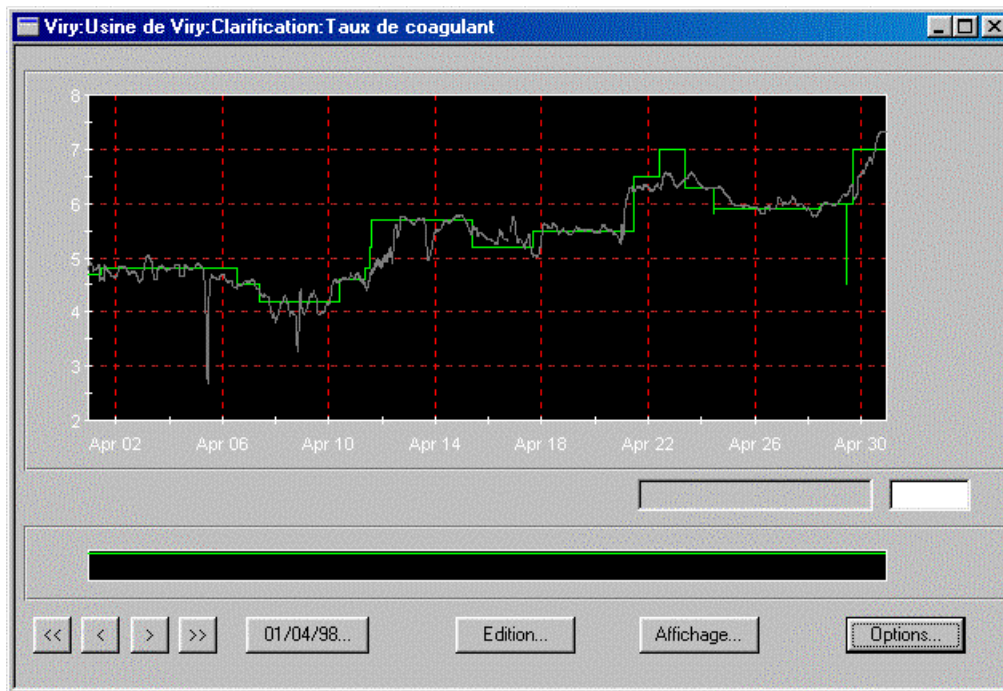 Viry:Usine de Viry:Clarification:Taux de coagulant
8
7
6
5
4
3
2
Apr 02 Apr 06 Apr 10 Apr 14 Apr 18 Apr 22 Apr 26 Apr 30
<< < > >> 01/04/98... Edition... Affichage... Options...